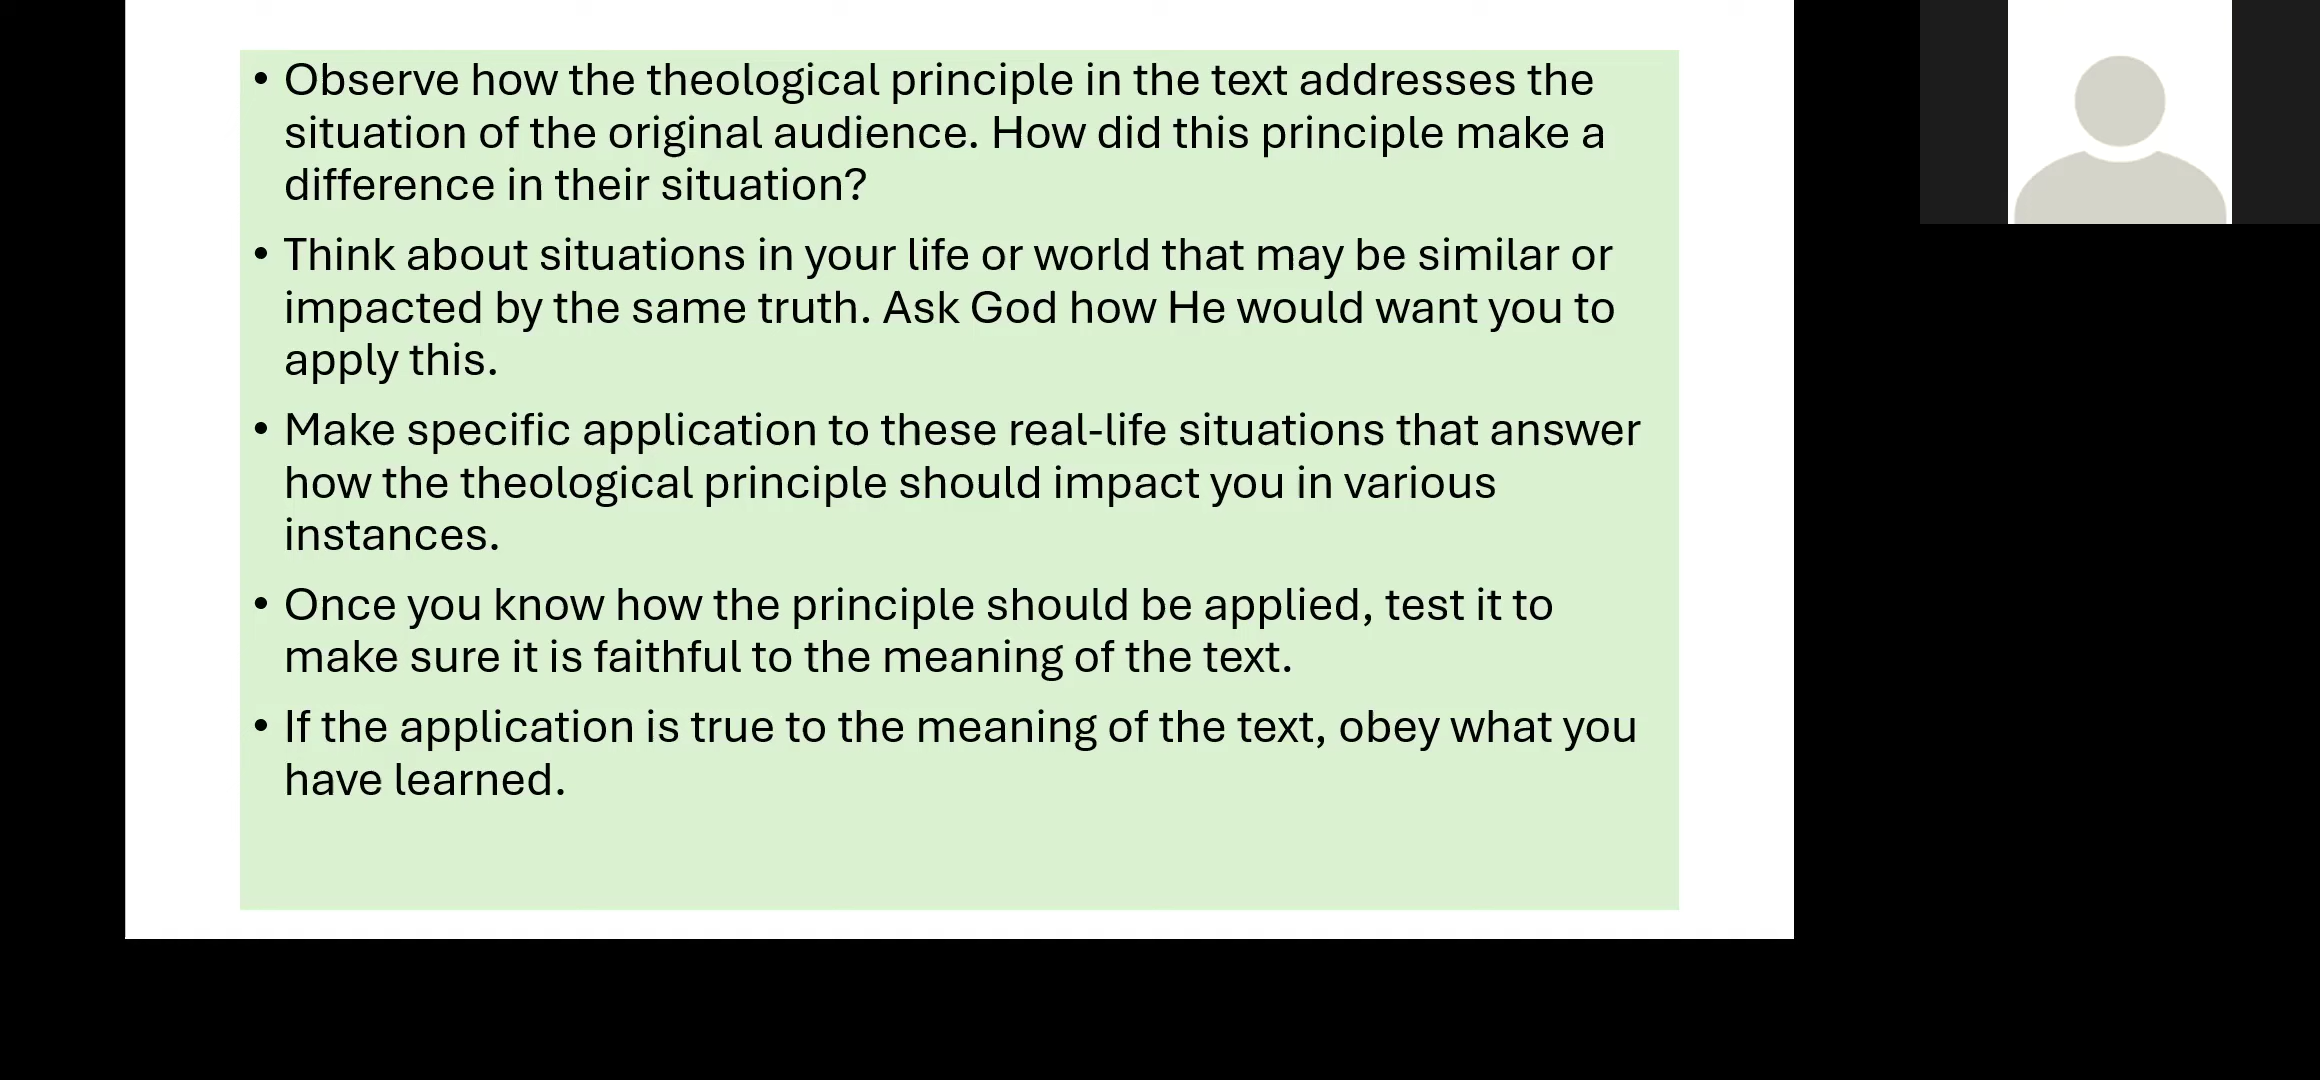 • Observe how the theological principle in the text addresses the
situation of the original audience. How did this principle make a
difference in their situation?
• Think about situations in your life or world that may be similar or
impacted by the same truth. Ask God how He would want you to
apply this.
• Make specific application to these real-life situations that answer
how the theological principle should impact you in various
instances.
• Once you know how the principle should be applied, test it to
make sure it is faithful to the meaning of the text.
• If the application is true to the meaning of the text, obey what you
have learned.